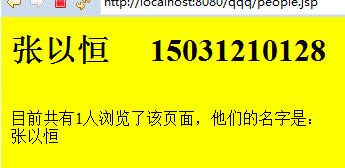 http://localhost:8080/qqq/people.jsp
张以恒 15031210128
目前共有1人浏览了该页面，他们的名字是：
张以恒